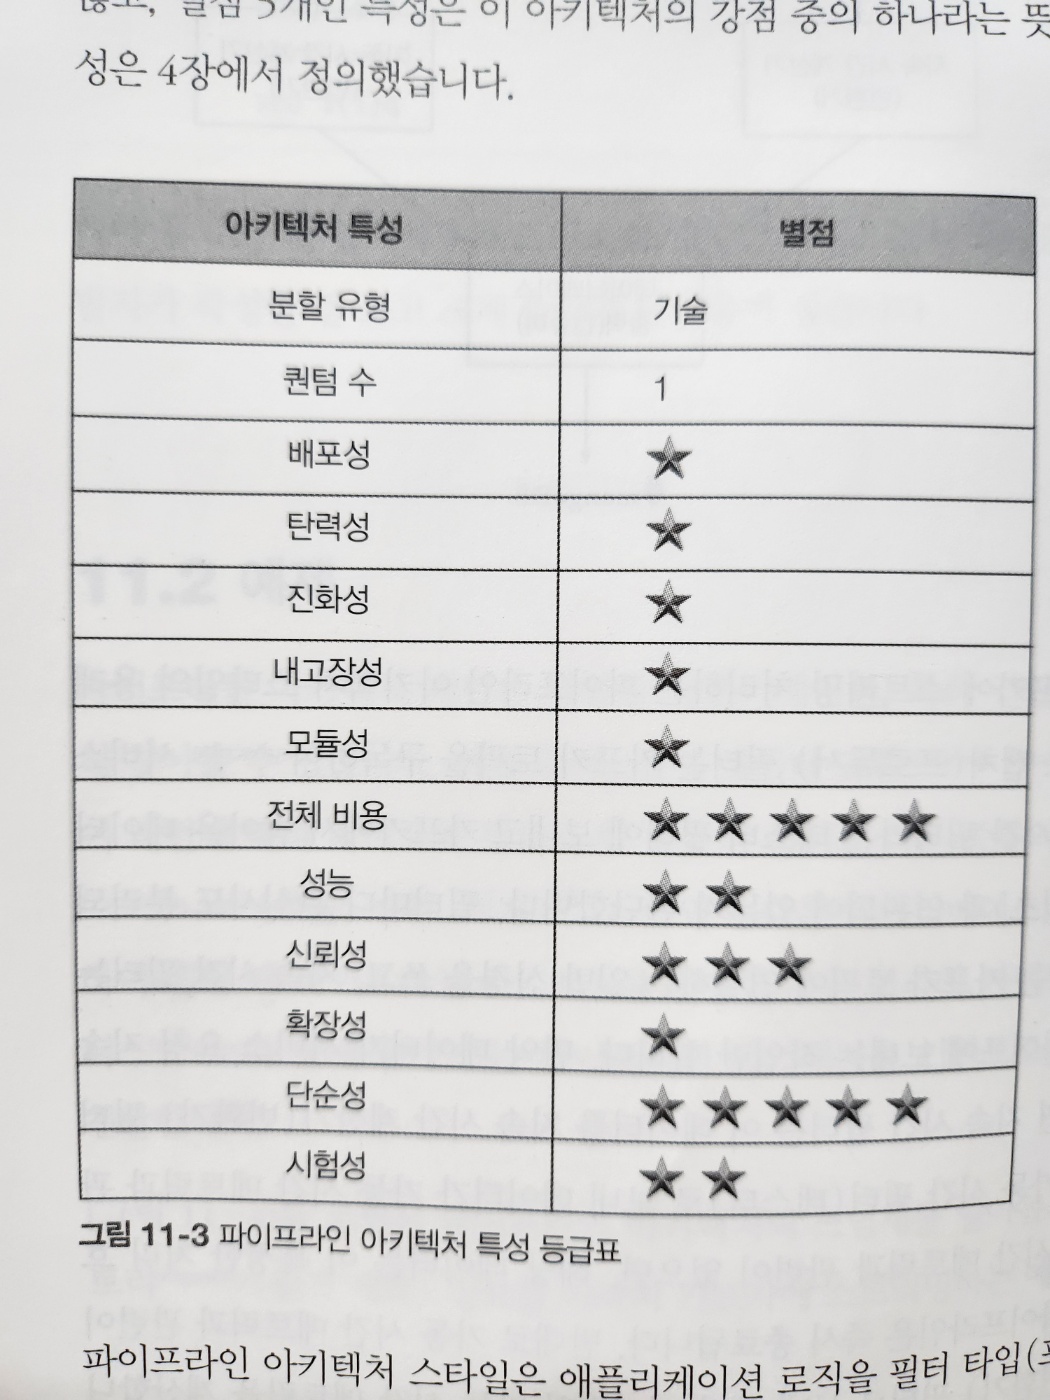 않고, 별점 5개인 특성은 이 아키텍처의 강점 중의 하나라는 뜻
성은 4장에서 정의했습니다.
아키텍처 특성 별점
분할 유형 기술
퀀텀 수 1
배포성 ★
탄력성 ★
진화성 ★
내고장성 ★
모듈성 ★
전체 비용 ★★★★★
성능 ★★
신뢰성 ★★★
확장성 ★
단순성 ★★★★★
시험성 ★★
그림 11-3 파이프라인 아키텍처 특성 등급표
파이프라인 아키텍처 스타일은 애플리케이션 로직을 필터 타입(프